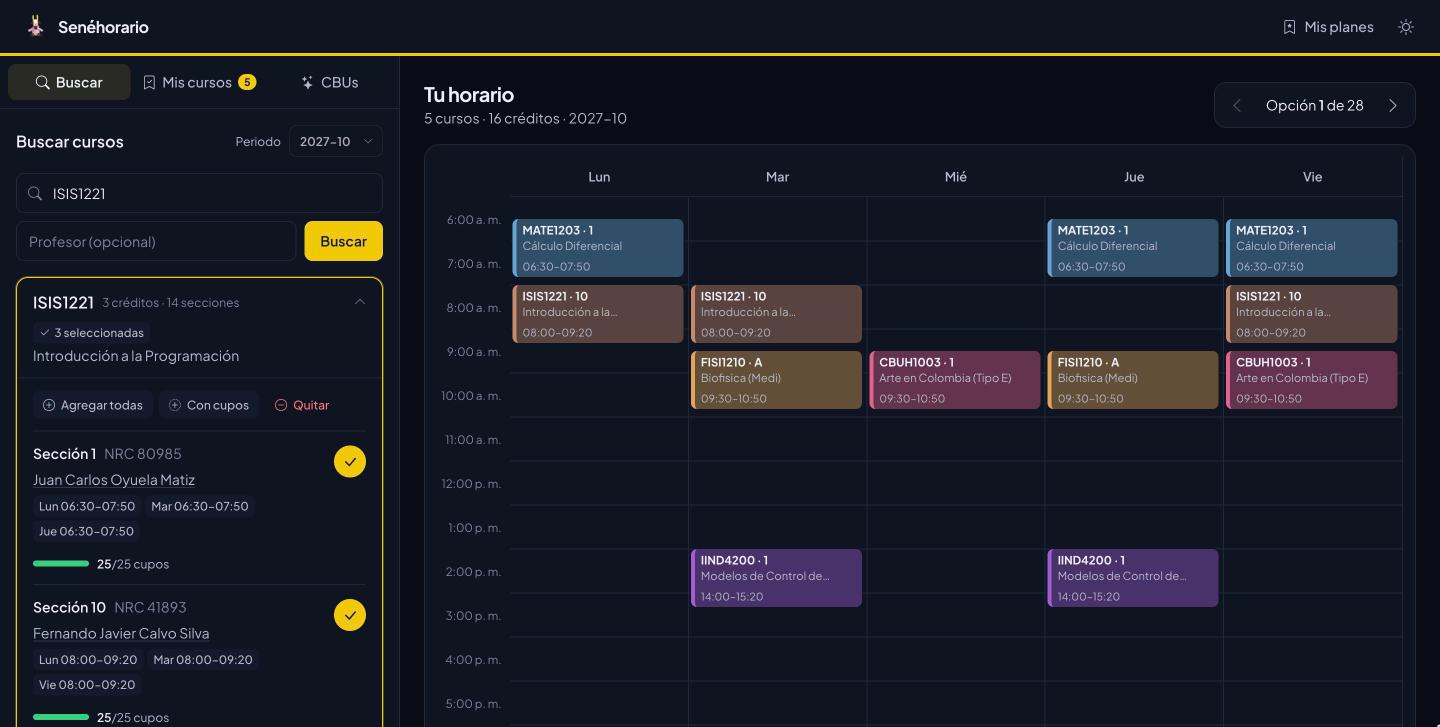 Senéhorario
Mis planes
Buscar
Mis cursos 5
CBUs
Buscar cursos
Periodo
2027-10
ISIS1221
Profesor (opcional)
Buscar
ISIS1221 3 créditos · 14 secciones
3 seleccionadas
Introducción a la Programación
Agregar todas
Con cupos
Quitar
Sección 1 NRC 80985
Juan Carlos Oyuela Matiz
Lun 06:30–07:50 Mar 06:30–07:50
Jue 06:30–07:50
25/25 cupos
Sección 10 NRC 41893
Fernando Javier Calvo Silva
Lun 08:00–09:20 Mar 08:00–09:20
Vie 08:00–09:20
25/25 cupos
Tu horario
5 cursos · 16 créditos · 2027-10
Opción 1 de 28
Lun Mar Mié Jue Vie
6:00 a. m.
7:00 a. m.
8:00 a. m.
9:00 a. m.
10:00 a. m.
11:00 a. m.
12:00 p. m.
1:00 p. m.
2:00 p. m.
3:00 p. m.
4:00 p. m.
5:00 p. m.
MATE1203 · 1
Cálculo Diferencial
06:30–07:50
ISIS1221 · 10
Introducción a la…
08:00–09:20
ISIS1221 · 10
Introducción a la…
08:00–09:20
FISI1210 · A
Biofisica (Medi)
09:30–10:50
IIND4200 · 1
Modelos de Control de…
14:00–15:20
CBUH1003 · 1
Arte en Colombia (Tipo E)
09:30–10:50
MATE1203 · 1
Cálculo Diferencial
06:30–07:50
FISI1210 · A
Biofisica (Medi)
09:30–10:50
IIND4200 · 1
Modelos de Control de…
14:00–15:20
MATE1203 · 1
Cálculo Diferencial
06:30–07:50
ISIS1221 · 10
Introducción a la…
08:00–09:20
CBUH1003 · 1
Arte en Colombia (Tipo E)
09:30–10:50